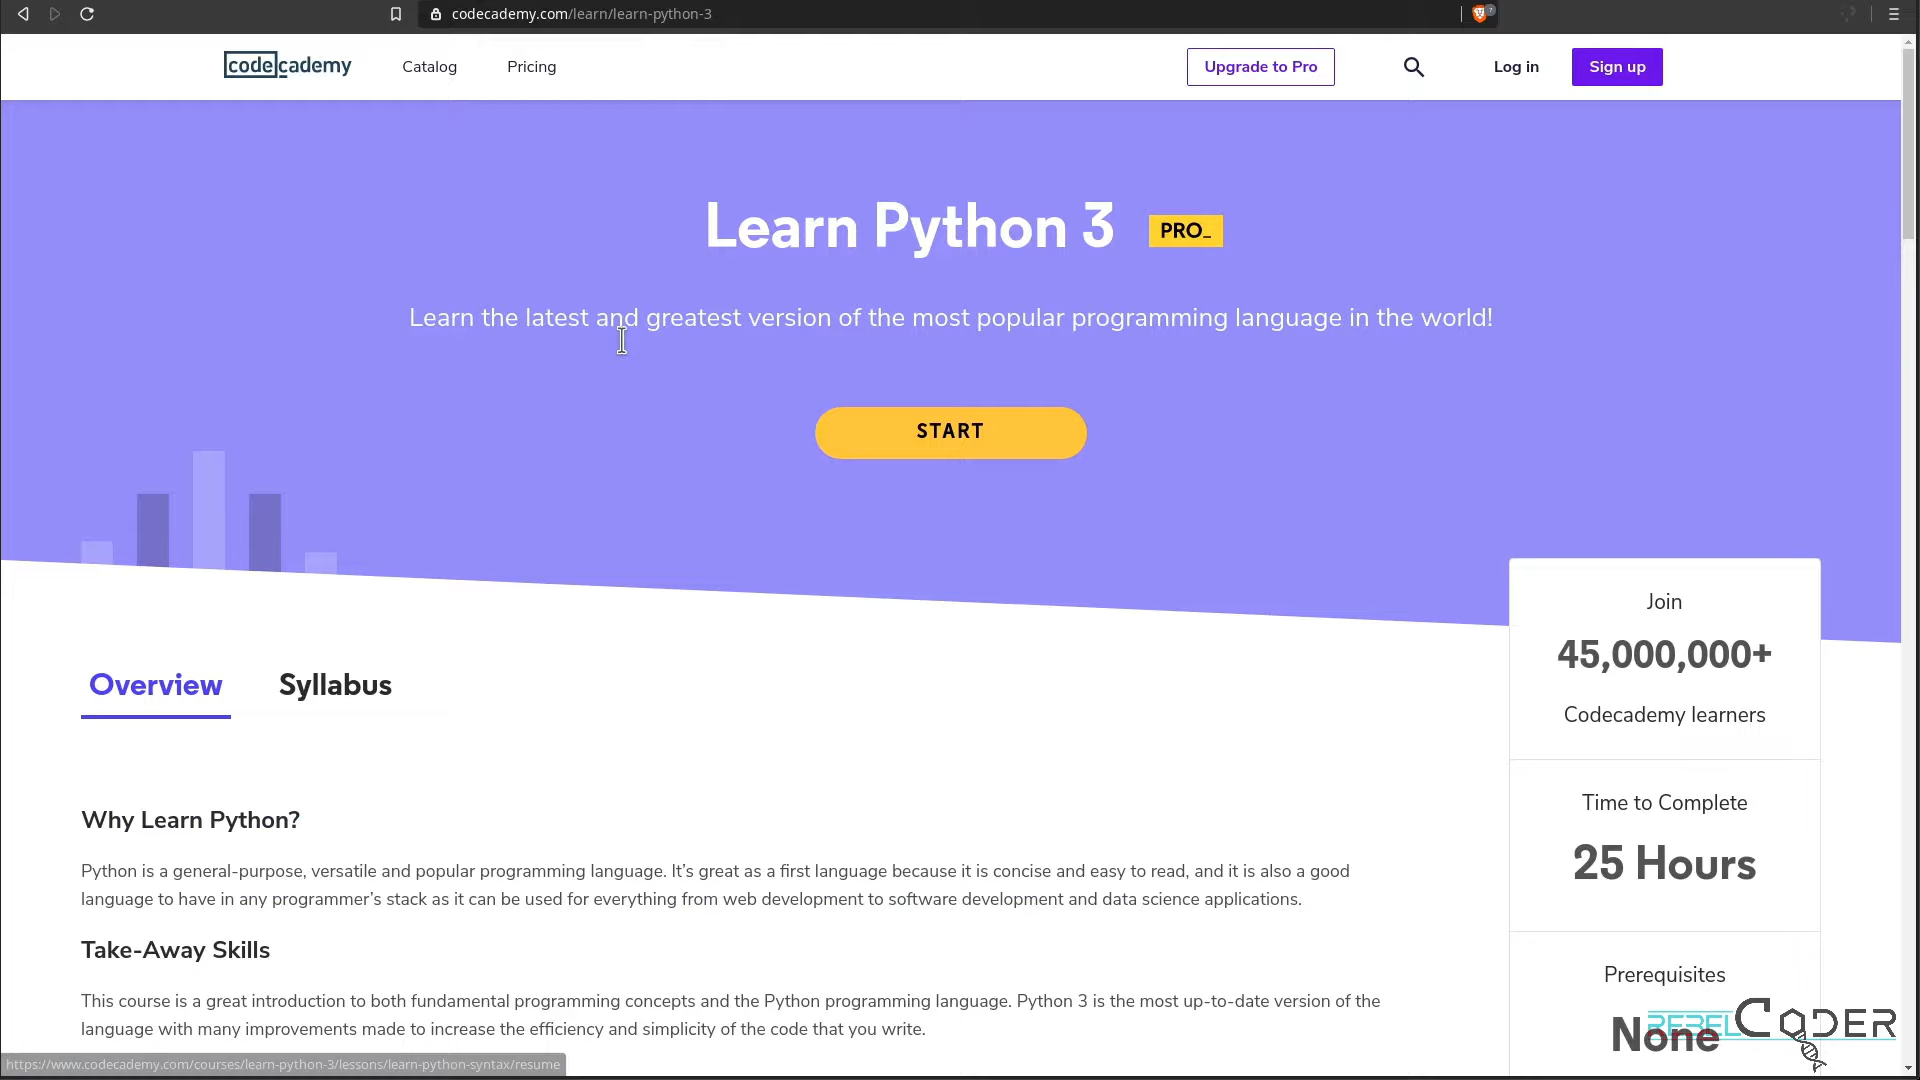 codecademy.com/learn/learn-python-3
codecademy
Catalog
Pricing
Upgrade to Pro
Log in
Sign up
Learn Python 3
PRO_
Learn the latest and greatest version of the most popular programming language in the world!
START
Join
45,000,000+
Codecademy learners
Overview
Syllabus
Time to Complete
25 Hours
Why Learn Python?
Python is a general-purpose, versatile and popular programming language. It’s great as a first language because it is concise and easy to read, and it is also a good
language to have in any programmer’s stack as it can be used for everything from web development to software development and data science applications.
Take-Away Skills
This course is a great introduction to both fundamental programming concepts and the Python programming language. Python 3 is the most up-to-date version of the
language with many improvements made to increase the efficiency and simplicity of the code that you write.
Prerequisites
None
REBEL CODER
https://www.codecademy.com/courses/learn-python-3/lessons/learn-python-syntax/resume